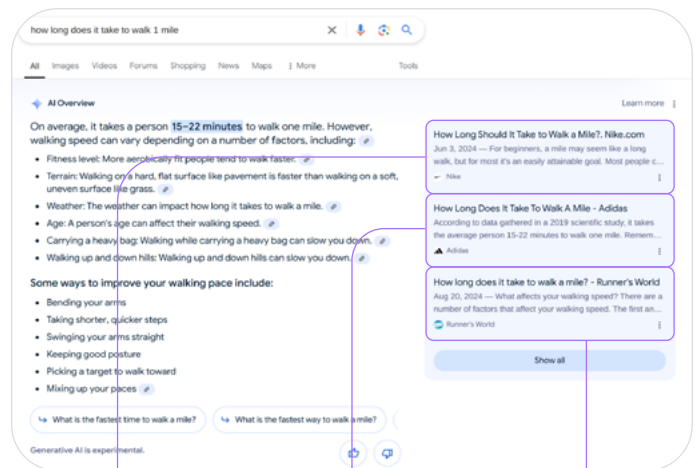 how long does it take to walk 1 mile
All Images Videos Forums Shopping News Maps More Tools
AI Overview
Learn more
On average, it takes a person 15–22 minutes to walk one mile. However,
walking speed can vary depending on a number of factors, including:
• Fitness level: More aerobically fit people tend to walk faster.
• Terrain: Walking on a hard, flat surface like pavement is faster than walking on a soft,
uneven surface like grass.
• Weather: The weather can impact how long it takes to walk a mile.
• Age: A person's age can affect their walking speed.
• Carrying a heavy bag: Walking while carrying a heavy bag can slow you down.
• Walking up and down hills: Walking up and down hills can slow you down.
Some ways to improve your walking pace include:
• Bending your arms
• Taking shorter, quicker steps
• Swinging your arms straight
• Keeping good posture
• Picking a target to walk toward
• Mixing up your paces
What is the fastest time to walk a mile?
What is the fastest way to walk a mile?
Generative AI is experimental.
How Long Should It Take to Walk a Mile?. Nike.com
Jun 3, 2024 — For beginners, a mile may seem like a long
walk, but for most it's an easily attainable goal. Most people c...
Nike
How Long Does It Take To Walk A Mile - Adidas
According to data gathered in a 2019 scientific study, it takes
the average person 15-22 minutes to walk one mile. Remem...
Adidas
How long does it take to walk a mile? - Runner's World
Aug 20, 2024 — What affects your walking speed? There are a
number of factors that affect your walking speed. The first an...
Runner's World
Show all